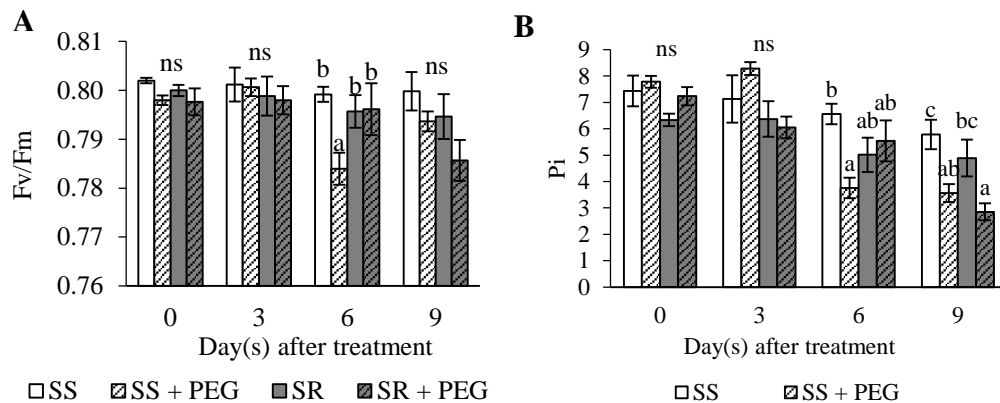 A
0.81
0.80
0.79
0.78
0.77
0.76
Fv/Fm
ns
ns
b
b
b
a
ns
0 3 6 9
Day(s) after treatment
SS SS + PEG SR SR + PEG
B
9
8
7
6
5
4
3
2
1
0
Pi
ns
ns
b
a
ab
ab
c
ab
bc
a
0 3 6 9
Day(s) after treatment
SS SS + PEG